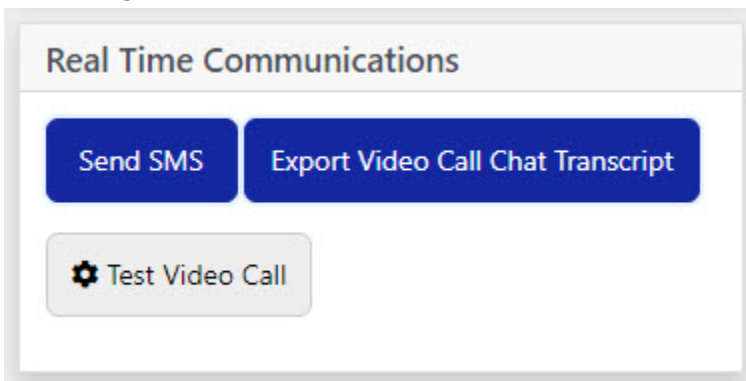 Real Time Communications
Send SMS Export Video Call Chat Transcript
Test Video Call